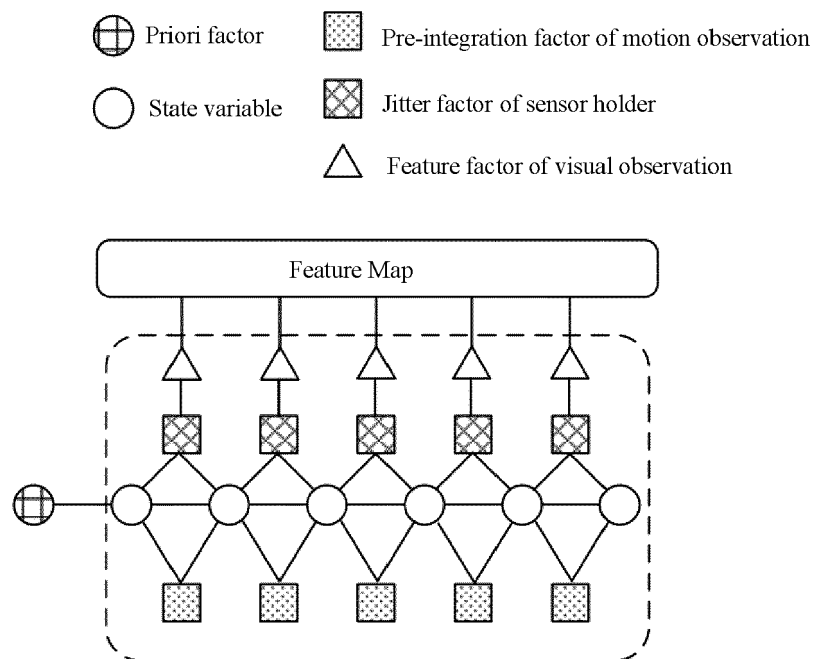 Priori factor
Pre-integration factor of motion observation
State variable
Jitter factor of sensor holder
Feature factor of visual observation
Feature Map